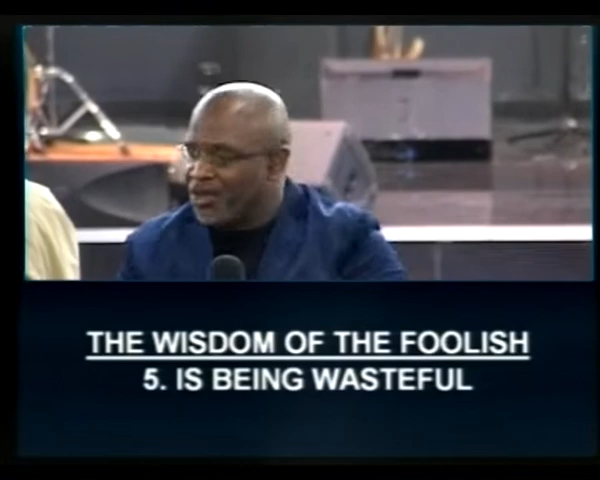 THE WISDOM OF THE FOOLISH
5. IS BEING WASTEFUL